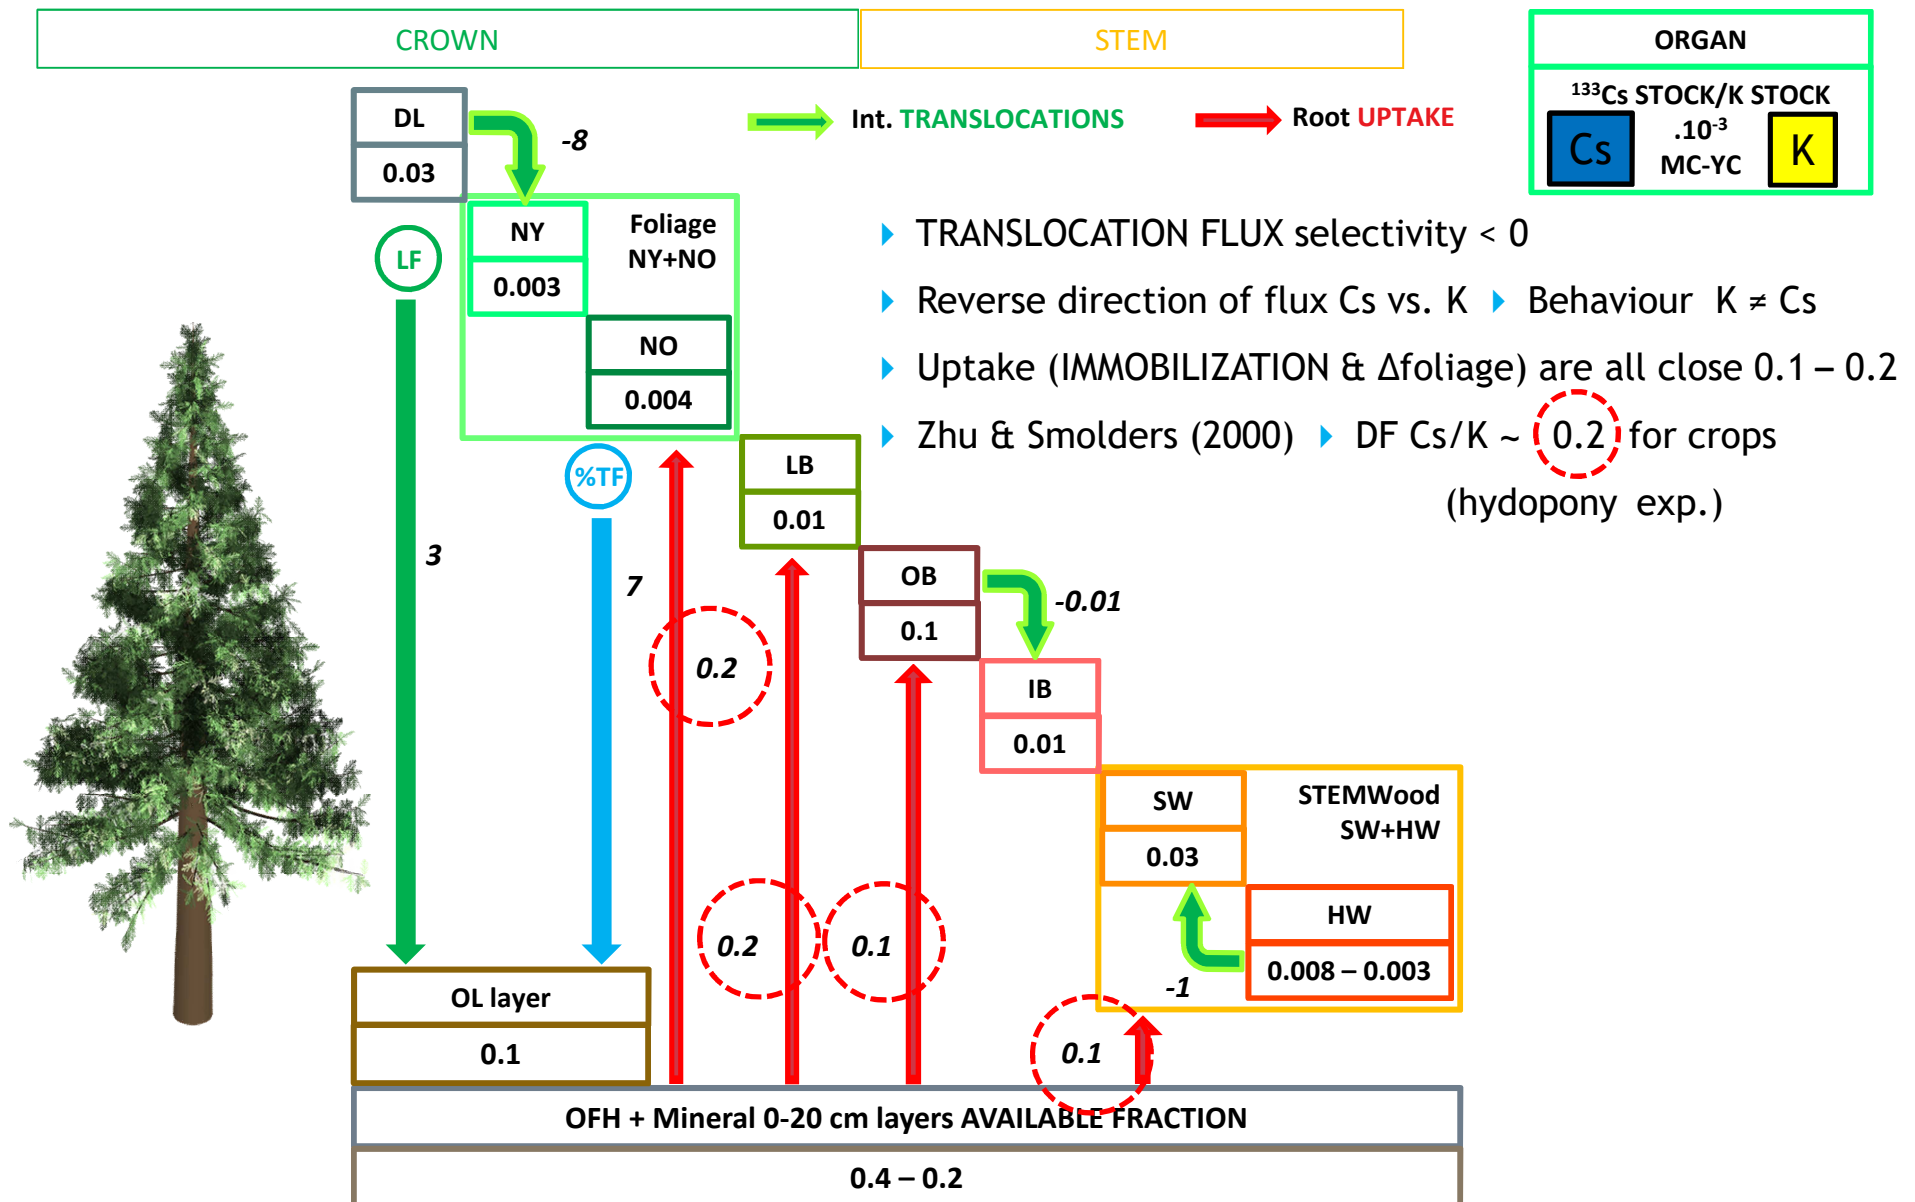 CROWN
STEM
ORGAN
¹³³Cs STOCK/K STOCK
.10⁻³
MC-YC
Cs
K
Int. TRANSLOCATIONS
Root UPTAKE
DL
0.03
-8
LF
NY
0.003
Foliage
NY+NO
NO
0.004
TRANSLOCATION FLUX selectivity < 0
Reverse direction of flux Cs vs. K Behaviour K ≠ Cs
Uptake (IMMOBILIZATION & Δfoliage) are all close 0.1 – 0.2
Zhu & Smolders (2000) DF Cs/K ~ 0.2 for crops
(hydopony exp.)
%TF
LB
0.01
3
7
OB
0.1
-0.01
0.2
IB
0.01
SW
0.03
STEMWood
SW+HW
HW
0.008 – 0.003
-1
0.2
0.1
0.1
OL layer
0.1
OFH + Mineral 0-20 cm layers AVAILABLE FRACTION
0.4 – 0.2